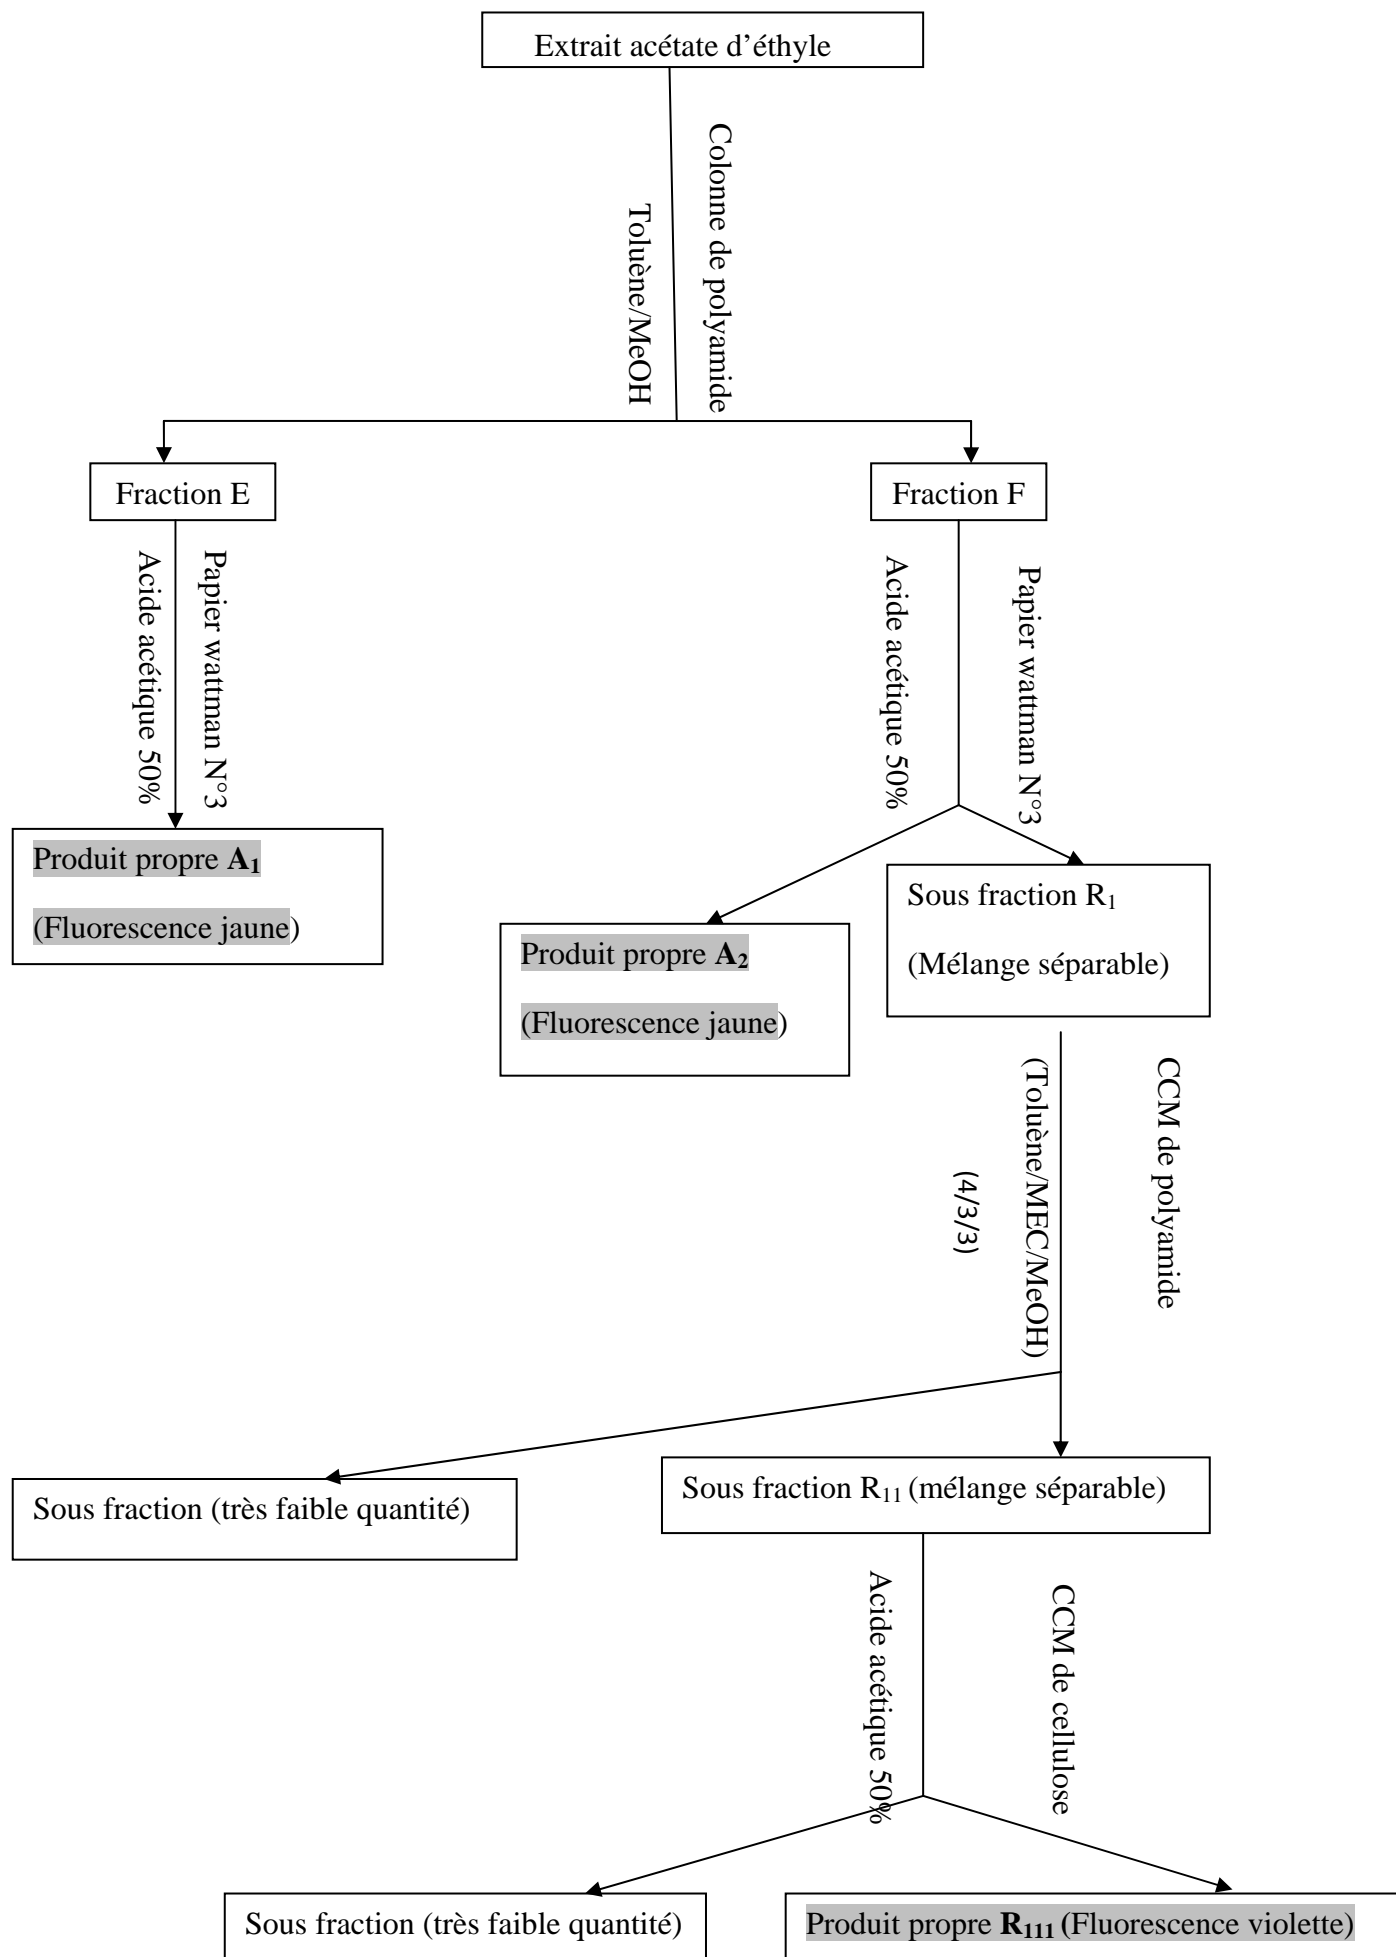 Extrait acétate d’éthyle
Colonne de polyamide
Toluène/MeOH
Fraction E
Fraction F
Papier wattman N°3
Acide acétique 50%
Papier wattman N°3
Acide acétique 50%
Produit propre A₁
(Fluorescence jaune)
Produit propre A₂
(Fluorescence jaune)
Sous fraction R₁
(Mélange séparable)
CCM de polyamide
(Toluène/MEC/MeOH)
(4/3/3)
Sous fraction (très faible quantité)
Sous fraction R₁₁ (mélange séparable)
CCM de cellulose
Acide acétique 50%
Sous fraction (très faible quantité)
Produit propre R₁₁₁ (Fluorescence violette)